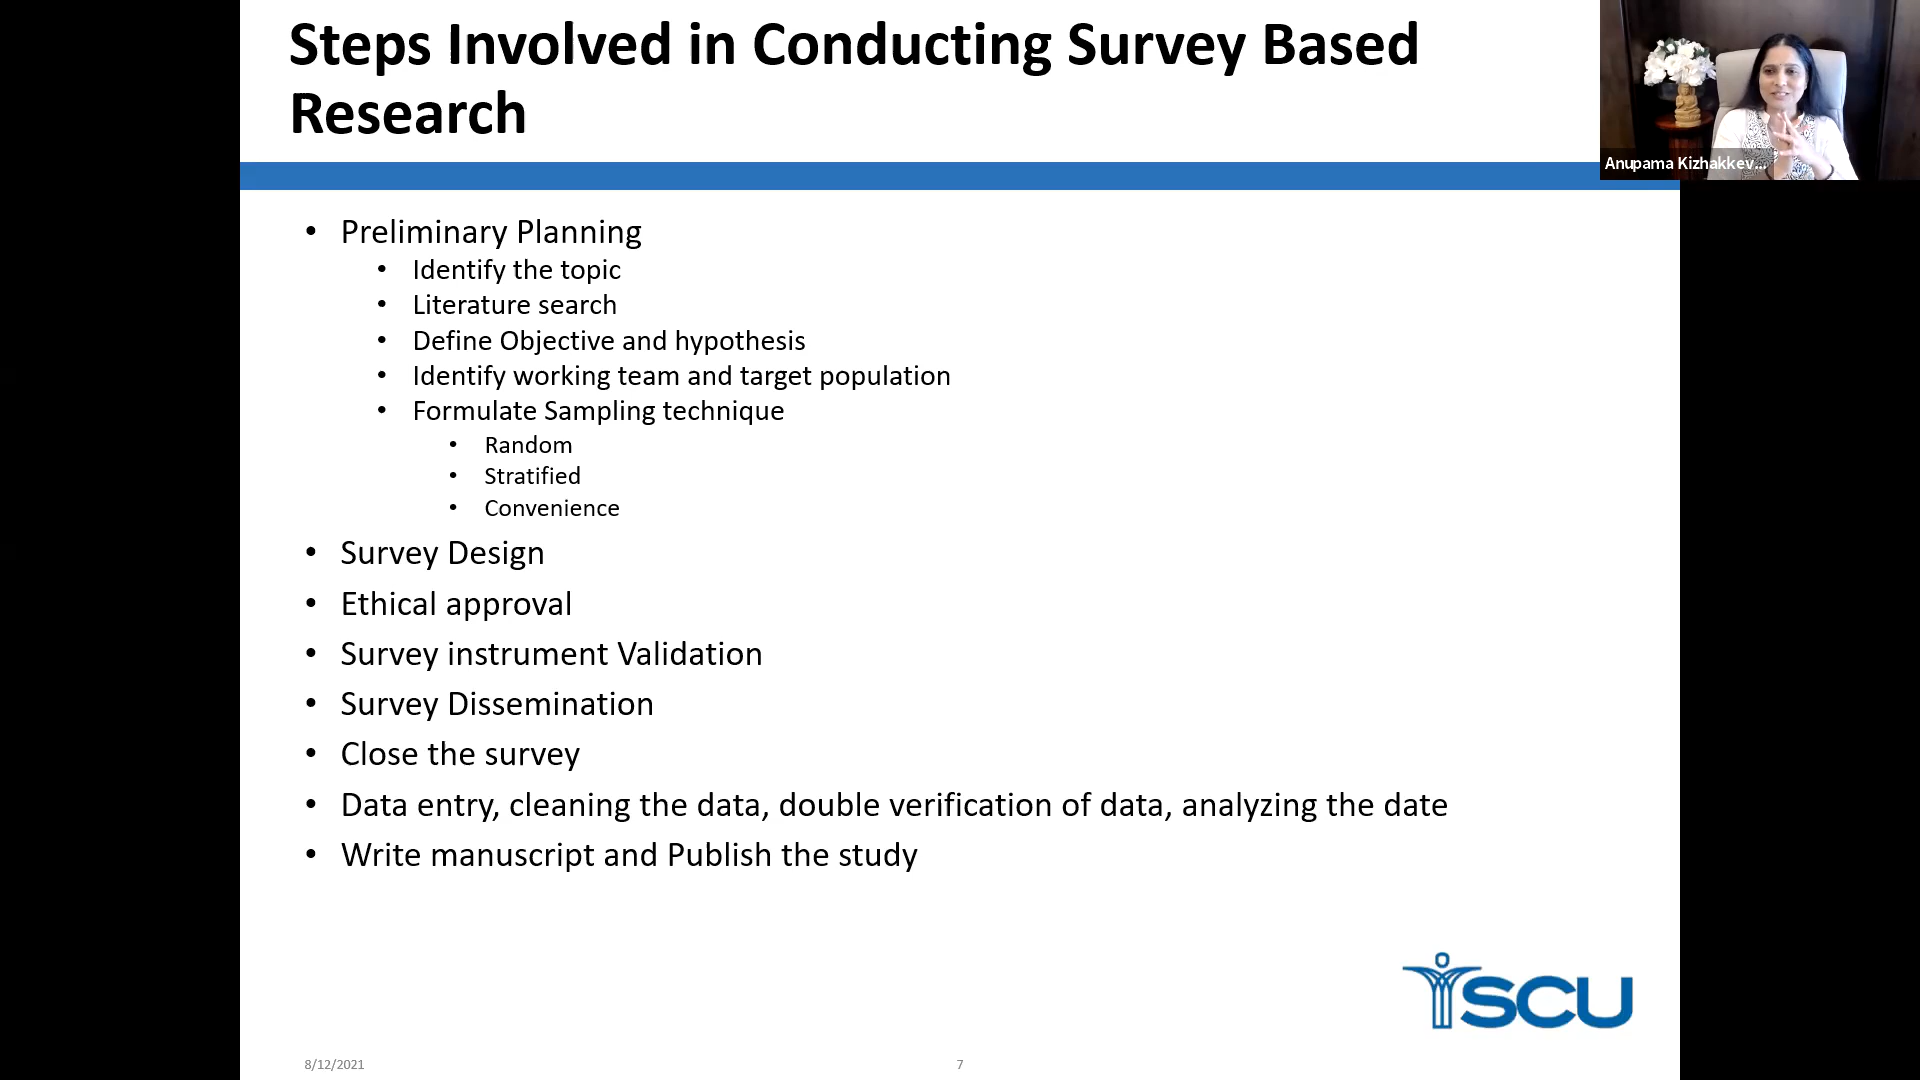 Steps Involved in Conducting Survey Based
Research
Anupama Kizhakkev...
• Preliminary Planning
• Identify the topic
• Literature search
• Define Objective and hypothesis
• Identify working team and target population
• Formulate Sampling technique
• Random
• Stratified
• Convenience
• Survey Design
• Ethical approval
• Survey instrument Validation
• Survey Dissemination
• Close the survey
• Data entry, cleaning the data, double verification of data, analyzing the date
• Write manuscript and Publish the study
SCU
8/12/2021
7